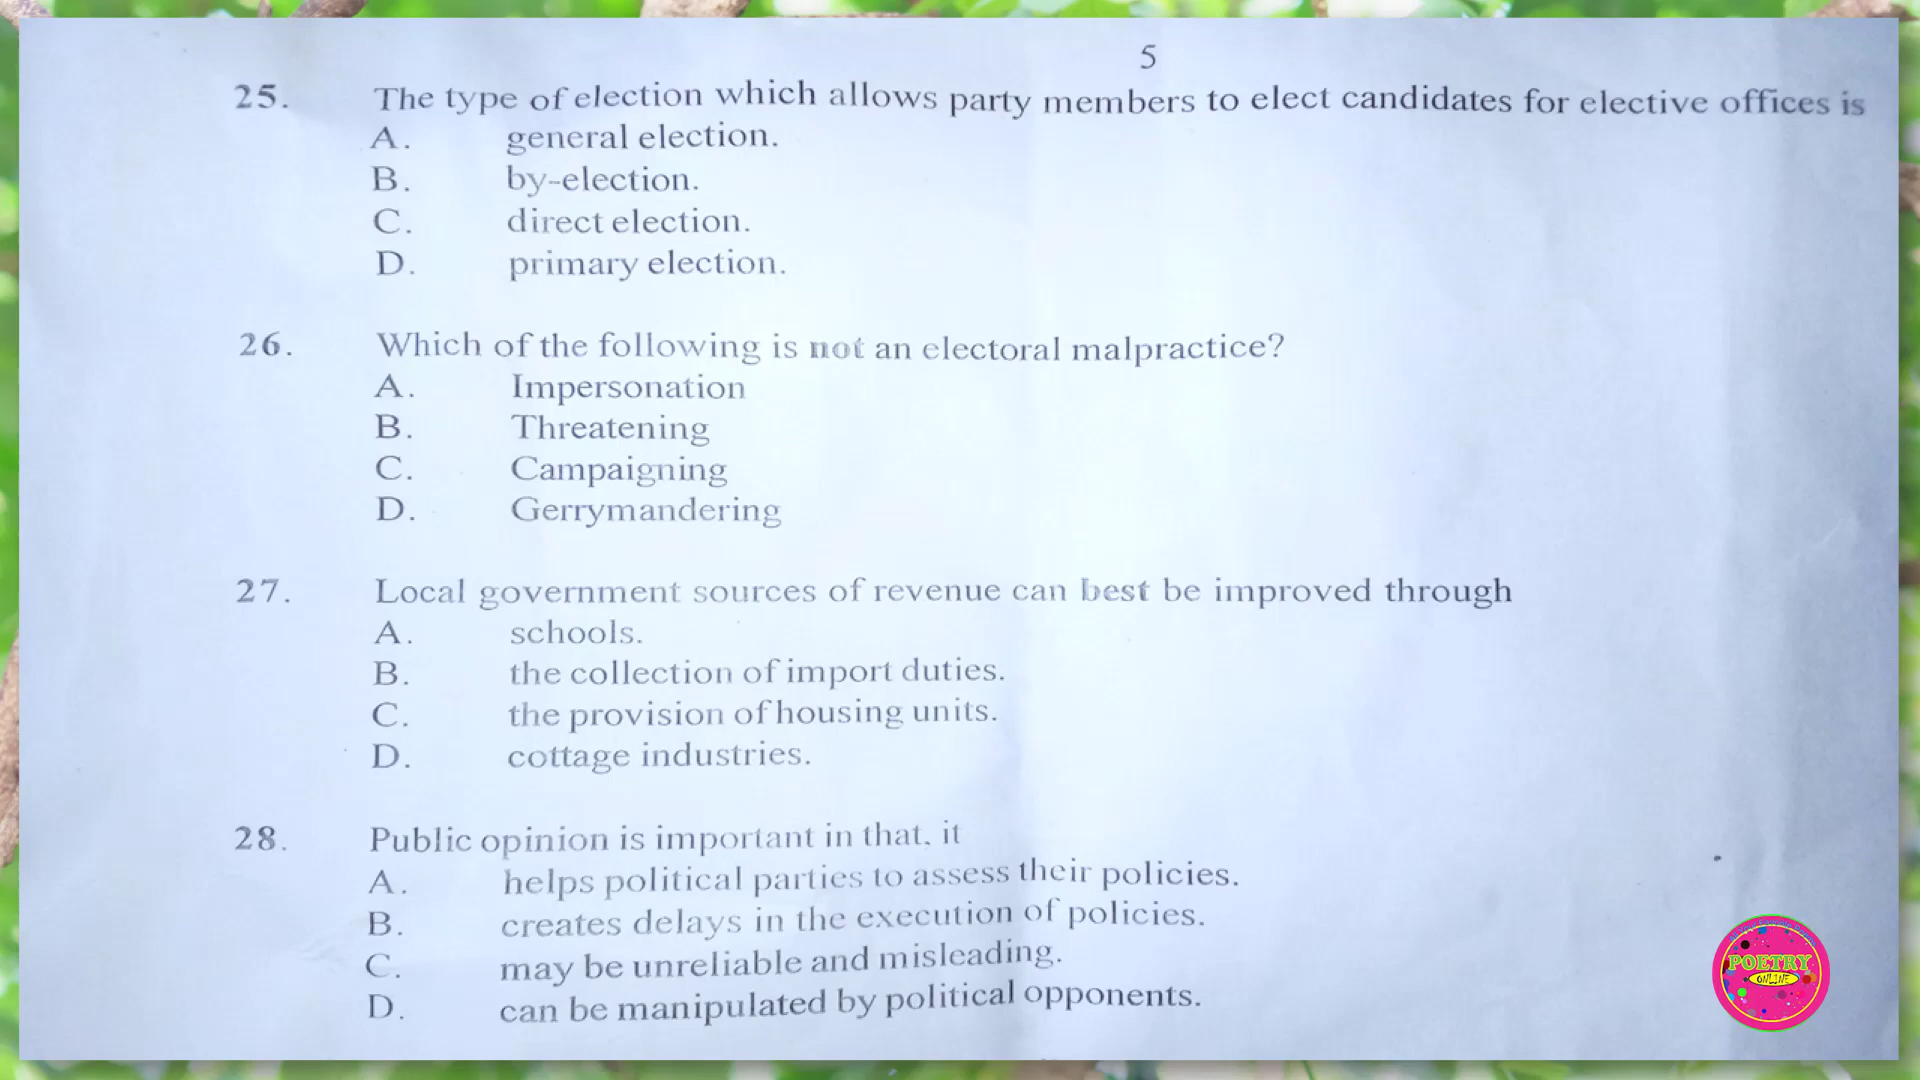 5
25. The type of election which allows party members to elect candidates for elective offices is
A. general election.
B. by-election.
C. direct election.
D. primary election.
26. Which of the following is not an electoral malpractice?
A. Impersonation
B. Threatening
C. Campaigning
D. Gerrymandering
27. Local government sources of revenue can best be improved through
A. schools.
B. the collection of import duties.
C. the provision of housing units.
D. cottage industries.
28. Public opinion is important in that, it
A. helps political parties to assess their policies.
B. creates delays in the execution of policies.
C. may be unreliable and misleading.
D. can be manipulated by political opponents.
POETRY
ONLINE